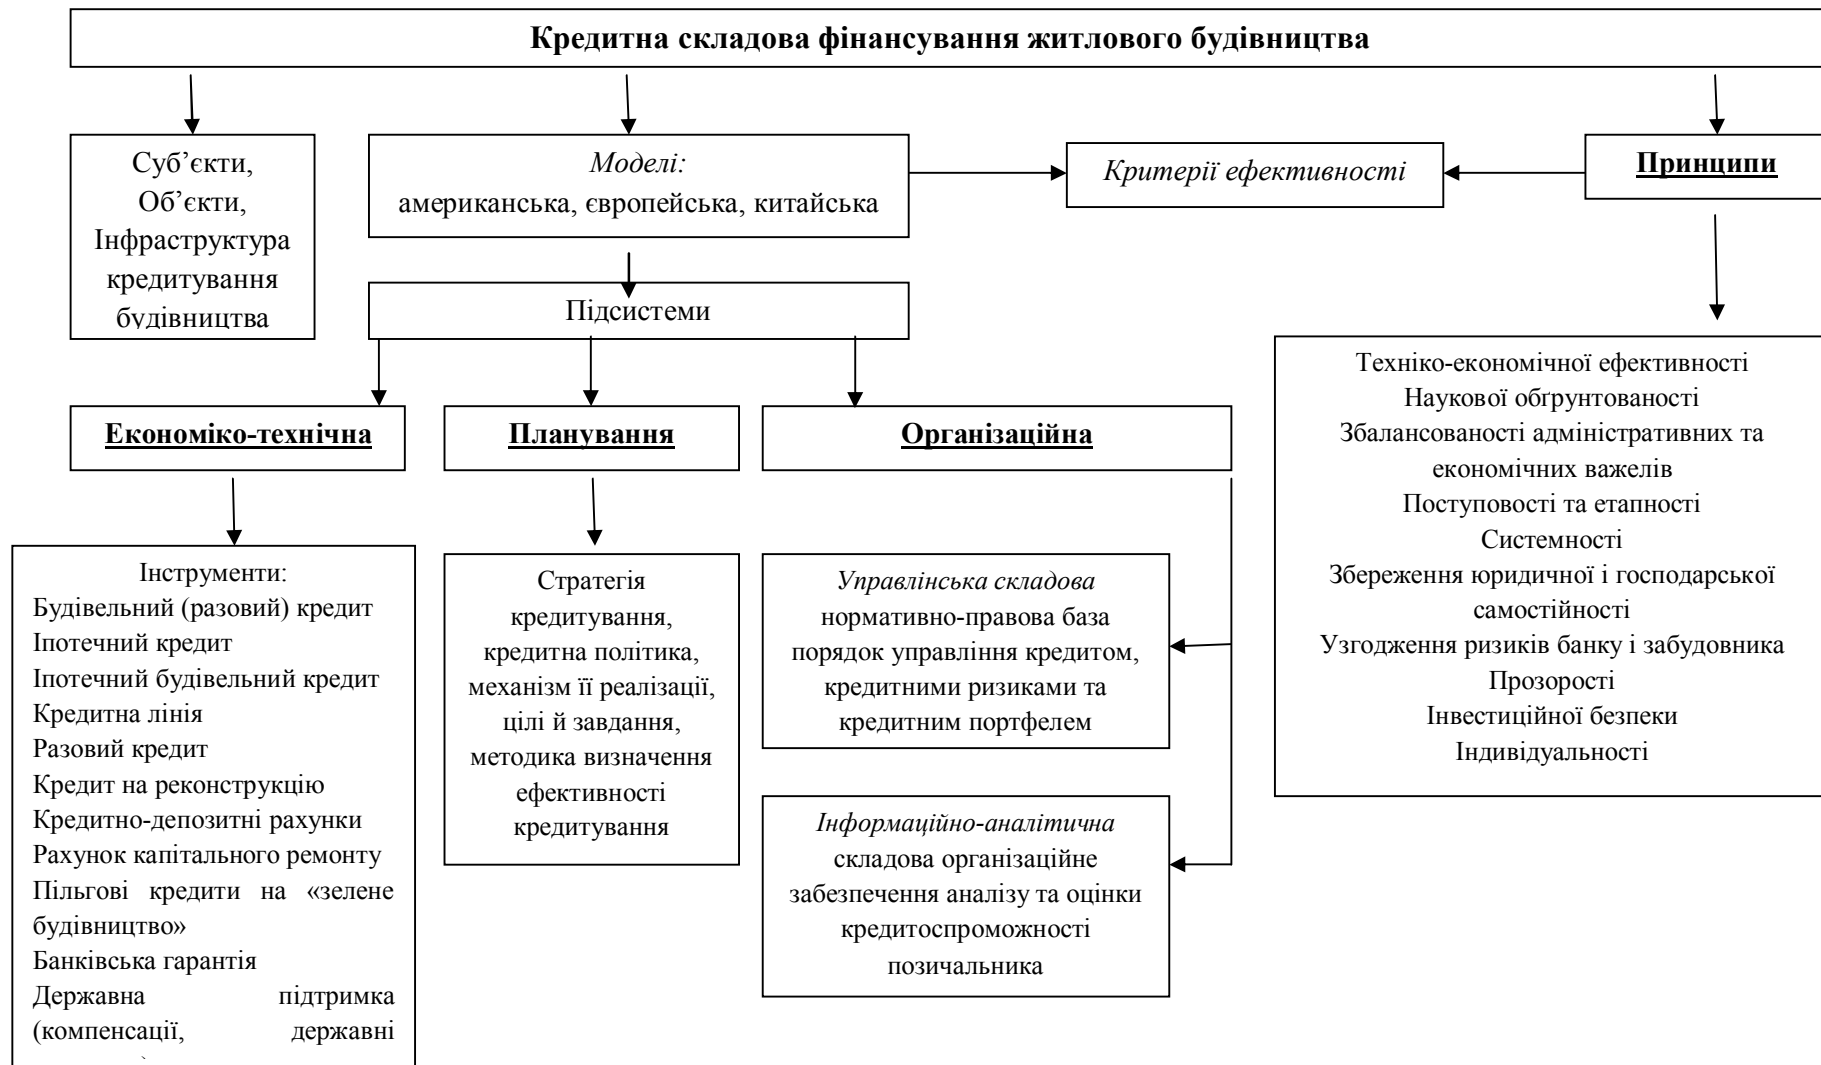 Кредитна складова фінансування житлового будівництва
Суб’єкти,
Об’єкти,
Інфраструктура
кредитування
будівництва
Моделі:
американська, європейська, китайська
Критерії ефективності
Принципи
Підсистеми
Економіко-технічна
Планування
Організаційна
Інструменти:
Будівельний (разовий) кредит
Іпотечний кредит
Іпотечний будівельний кредит
Кредитна лінія
Разовий кредит
Кредит на реконструкцію
Кредитно-депозитні рахунки
Рахунок капітального ремонту
Пільгові кредити на «зелене
будівництво»
Банківська гарантія
Державна підтримка
(компенсації, державні
Стратегія
кредитування,
кредитна політика,
механізм її реалізації,
цілі й завдання,
методика визначення
ефективності
кредитування
Управлінська складова
нормативно-правова база
порядок управління кредитом,
кредитними ризиками та
кредитним портфелем
Інформаційно-аналітична
складова організаційне
забезпечення аналізу та оцінки
кредитоспроможності
позичальника
Техніко-економічної ефективності
Наукової обґрунтованості
Збалансованості адміністративних та
економічних важелів
Поступовості та етапності
Системності
Збереження юридичної і господарської
самостійності
Узгодження ризиків банку і забудовника
Прозорості
Інвестиційної безпеки
Індивідуальності